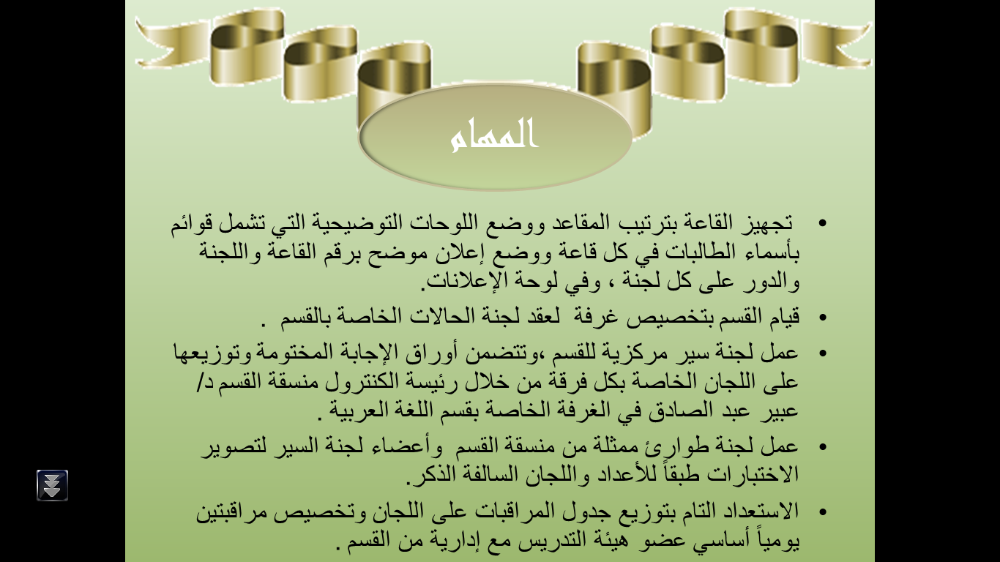 المهام
• تجهيز القاعة بترتيب المقاعد ووضع اللوحات التوضيحية التي تشمل قوائم
بأسماء الطالبات في كل قاعة ووضع إعلان موضح برقم القاعة واللجنة
والدور على كل لجنة ، وفي لوحة الإعلانات.
• قيام القسم بتخصيص غرفة لعقد لجنة الحالات الخاصة بالقسم .
• عمل لجنة سير مركزية للقسم ،وتتضمن أوراق الإجابة المختومة وتوزيعها
على اللجان الخاصة بكل فرقة من خلال رئيسة الكنترول منسقة القسم د/
عبير عبد الصادق في الغرفة الخاصة بقسم اللغة العربية .
• عمل لجنة طوارئ ممثلة من منسقة القسم وأعضاء لجنة السير لتصوير
الاختبارات طبقاً للأعداد واللجان السالفة الذكر.
• الاستعداد التام بتوزيع جدول المراقبات على اللجان وتخصيص مراقبتين
يومياً أساسي عضو هيئة التدريس مع إدارية من القسم .